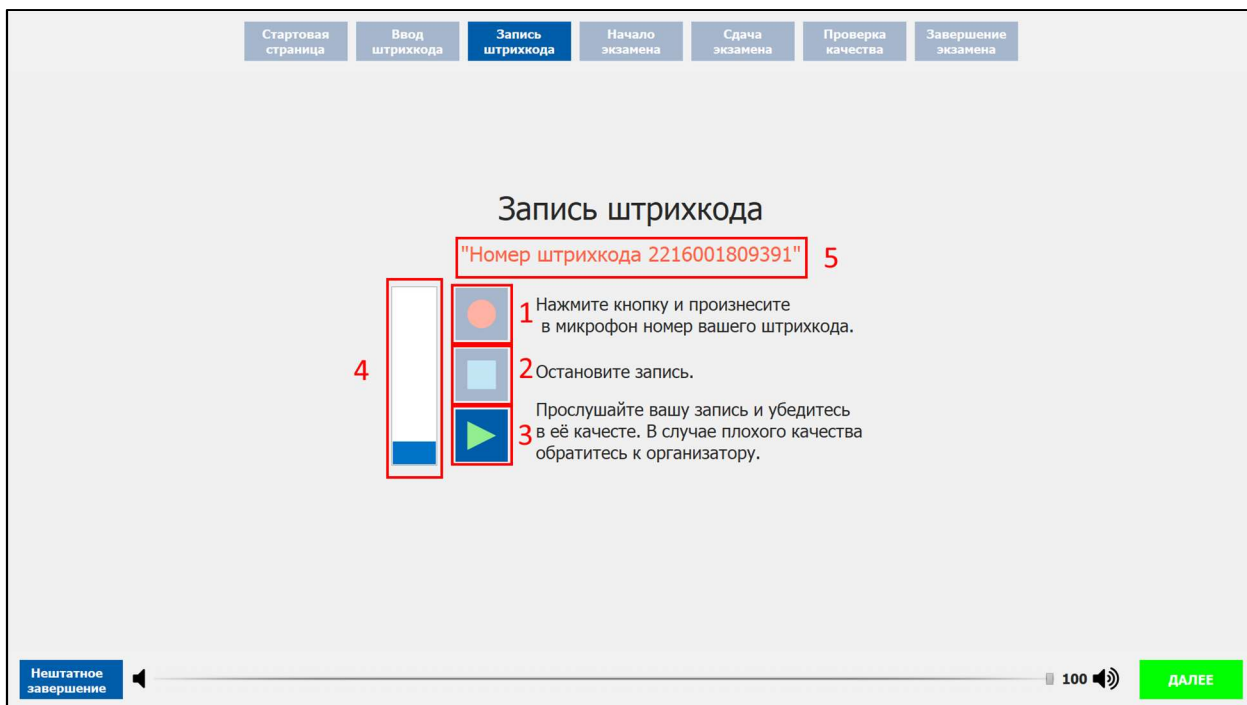 Стартовая страница
Ввод штрихкода
Запись штрихкода
Начало экзамена
Сдача экзамена
Проверка качества
Завершение экзамена
Запись штрихкода
"Номер штрихкода 2216001809391" 5
1 Нажмите кнопку и произнесите
в микрофон номер вашего штрихкода.
4
2 Остановите запись.
Прослушайте вашу запись и убедитесь
3 в её качесте. В случае плохого качества
обратитесь к организатору.
Нештатное завершение
100
ДАЛЕЕ